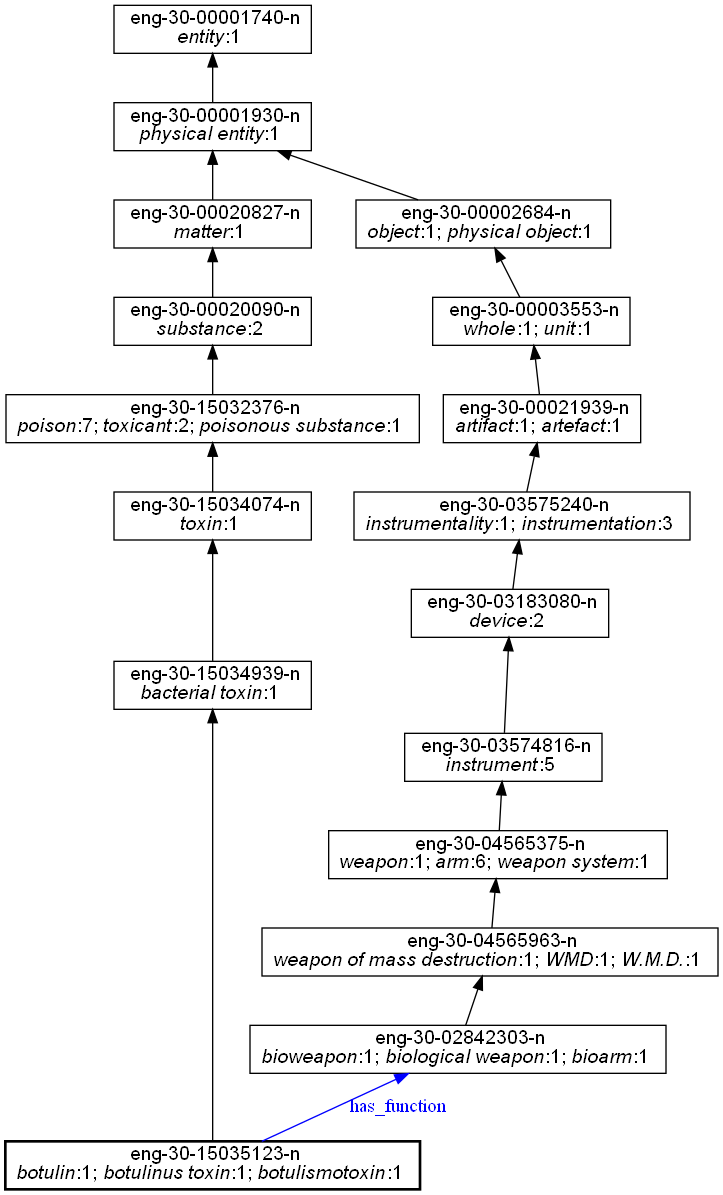 eng-30-00001740-n
entity:1
eng-30-00001930-n
physical entity:1
eng-30-00020827-n
matter:1
eng-30-00002684-n
object:1; physical object:1
eng-30-00020090-n
substance:2
eng-30-00003553-n
whole:1; unit:1
eng-30-15032376-n
poison:7; toxicant:2; poisonous substance:1
eng-30-00021939-n
artifact:1; artefact:1
eng-30-15034074-n
toxin:1
eng-30-03575240-n
instrumentality:1; instrumentation:3
eng-30-03183080-n
device:2
eng-30-15034939-n
bacterial toxin:1
eng-30-03574816-n
instrument:5
eng-30-04565375-n
weapon:1; arm:6; weapon system:1
eng-30-04565963-n
weapon of mass destruction:1; WMD:1; W.M.D.:1
eng-30-02842303-n
bioweapon:1; biological weapon:1; bioarm:1
has_function
eng-30-15035123-n
botulin:1; botulinus toxin:1; botulismotoxin:1